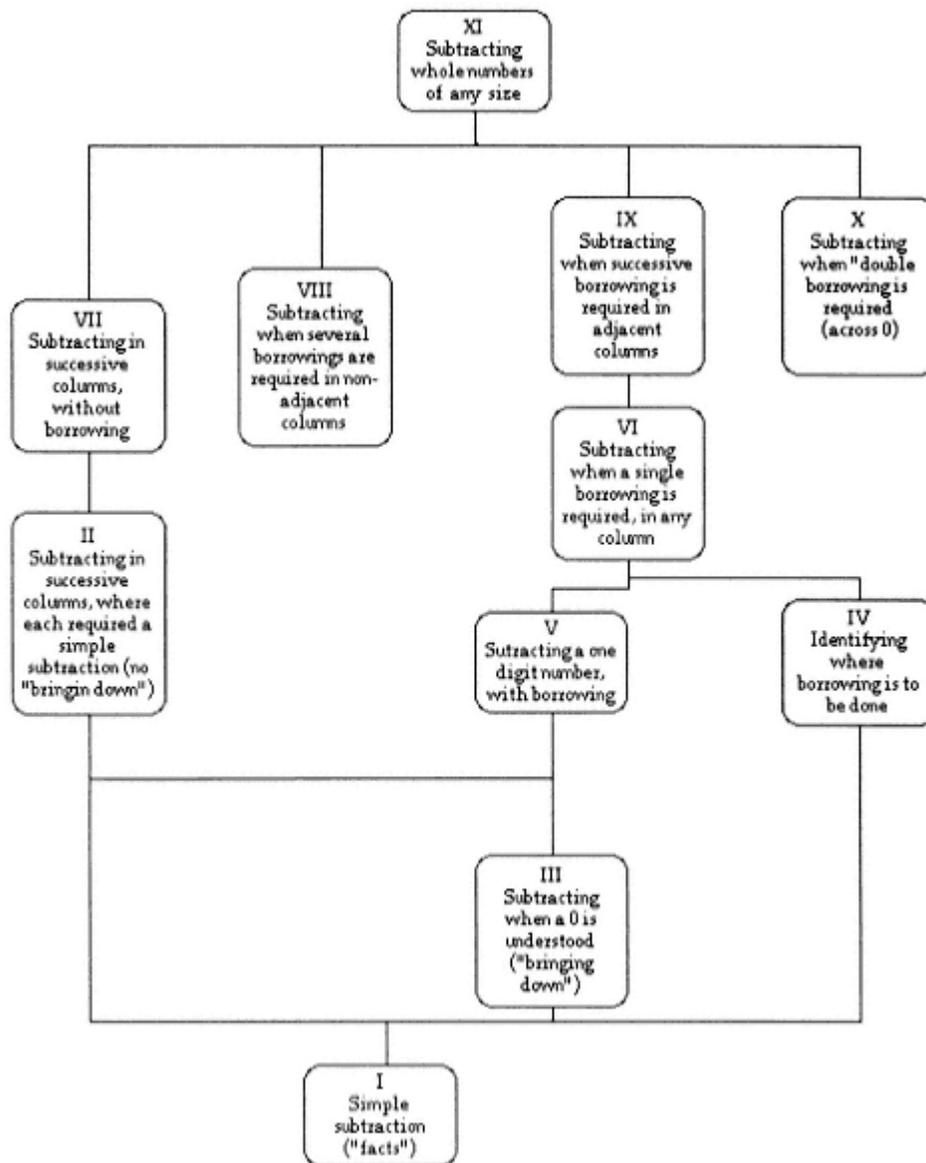 XI
Subtracting
whole numbers
of any size
IX
Subtracting
when successive
borrowing is
required in
adjacent
columns
X
Subtracting
when "double
borrowing is
required
(across 0)
VIII
Subtracting
when several
borrowings are
required in non-
adjacent
columns
VII
Subtracting in
successive
columns,
without
borrowing
VI
Subtracting
when a single
borrowing is
required, in any
column
II
Subtracting in
successive
columns, where
each required a
simple
subtraction (no
"bringin down")
V
Sutracting a one
digit number,
with borrowing
IV
Identifying
where
borrowing is to
be done
III
Subtracting
when a 0 is
understood
("bringing
down")
I
Simple
subtraction
("facts")